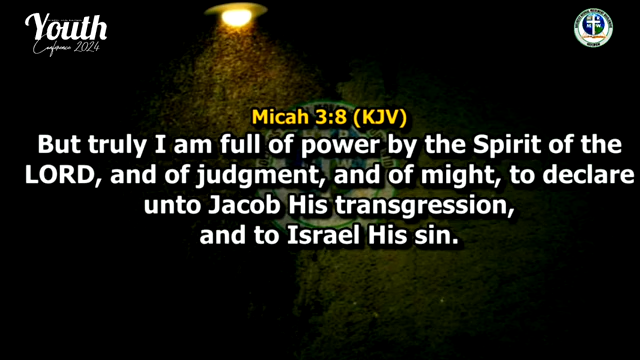 Youth
Conference 2024
Micah 3:8 (KJV)
But truly I am full of power by the Spirit of the
LORD, and of judgment, and of might, to declare
unto Jacob His transgression,
and to Israel His sin.